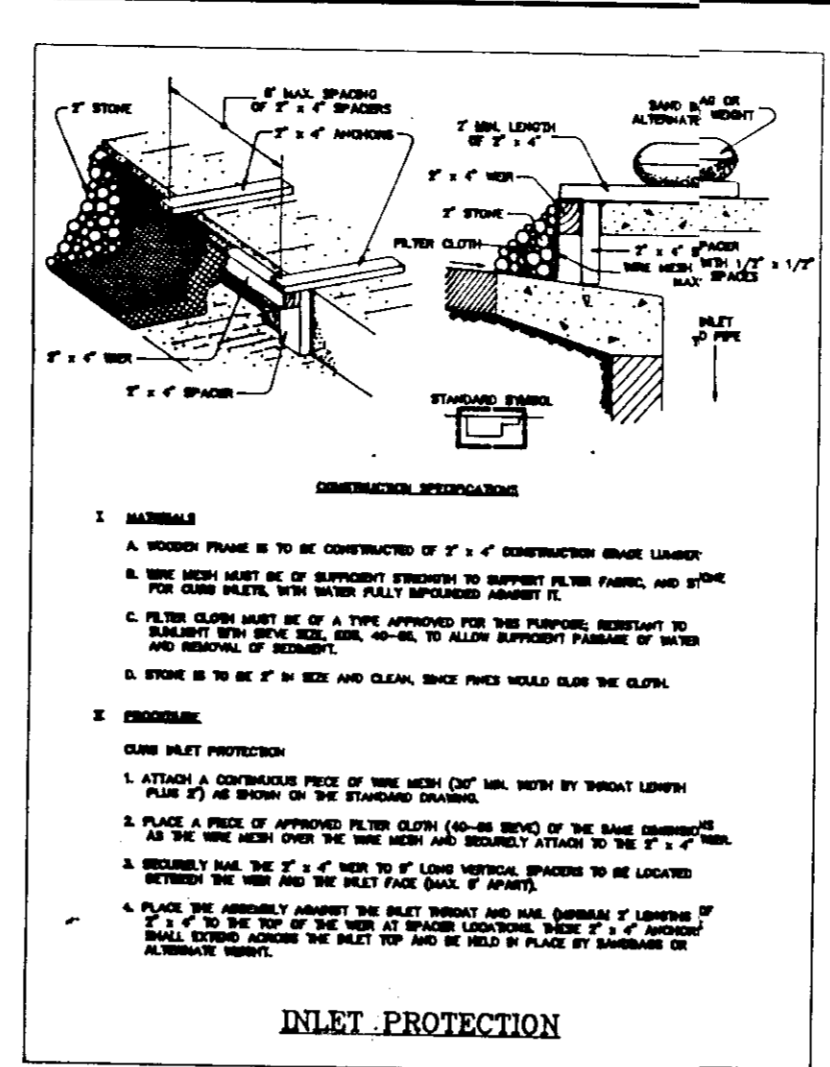 2" STONE
8' MAX. SPACING
OF 2" x 4" SPACERS
2" x 4" ANCHORS
2" x 4" WIER
2" x 4" SPACER
SAND BAG OR
ALTERNATE WEIGHT
2' MIN. LENGTH
OF 2" x 4"
2" x 4" WEIR
2" STONE
FILTER CLOTH
2" x 4" SPACER
WIRE MESH WITH 1/2" x 1/2"
MAX SPACES
INLET
PIPE
STANDARD SYMBOL
CONSTRUCTION SPECIFICATIONS
I MATERIALS
A. WOODEN FRAME IS TO BE CONSTRUCTED OF 2" x 4" CONSTRUCTION GRADE LUMBER
B. WIRE MESH MUST BE OF SUFFICIENT STRENGTH TO SUPPORT FILTER FABRIC, AND STONE
FOR CURB INLETS, WITH WATER FULLY IMPOUNDED AGAINST IT.
C. FILTER CLOTH MUST BE OF A TYPE APPROVED FOR THIS PURPOSE; RESISTANT TO
SUNLIGHT WITH SIEVE SIZE, EOS, 40-85, TO ALLOW SUFFICIENT PASSAGE OF WATER
AND REMOVAL OF SEDIMENT.
D. STONE IS TO BE 2" IN SIZE AND CLEAN, SINCE FINES WOULD CLOG THE CLOTH.
II PROCEDURE
CURB INLET PROTECTION
1. ATTACH A CONTINUOUS PIECE OF WIRE MESH (30" MIN. WIDTH BY THROAT LENGTH
PLUS 2') AS SHOWN ON THE STANDARD DRAWING.
2. PLACE A PIECE OF APPROVED FILTER CLOTH (40-85 SIEVE) OF THE SAME DIMENSIONS
AS THE WIRE MESH OVER THE WIRE MESH AND SECURELY ATTACH TO THE 2" x 4" WEIR.
3. SECURELY NAIL THE 2" x 4" WEIR TO 9" LONG VERTICAL SPACERS TO BE LOCATED
BETWEEN THE WEIR AND THE INLET FACE (MAX. 8' APART).
4. PLACE THE ASSEMBLY AGAINST THE INLET THROAT AND NAIL (MINIMUM 2' LENGTHS OF
2" x 4" TO THE TOP OF THE WEIR AT SPACER LOCATIONS. THESE 2" x 4" ANCHORS
SHALL EXTEND ACROSS THE INLET TOP AND BE HELD IN PLACE BY SANDBAGS OR
ALTERNATE WEIGHT.
INLET PROTECTION